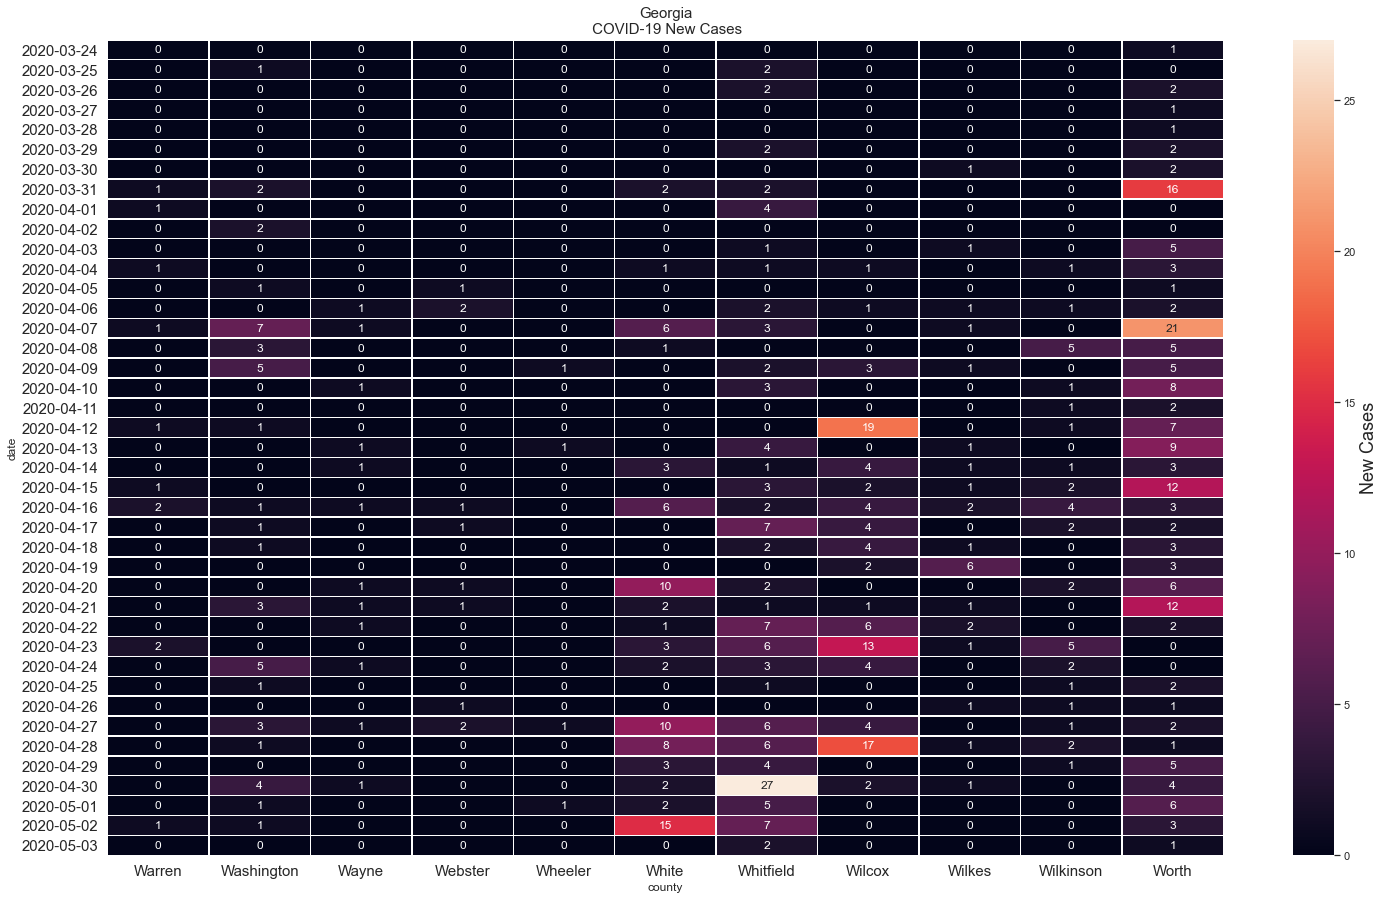 Georgia
COVID-19 New Cases
2020-03-24 0 0 0 0 0 0 0 0 0 0 1
2020-03-25 0 1 0 0 0 0 2 0 0 0 0
2020-03-26 0 0 0 0 0 0 2 0 0 0 2
2020-03-27 0 0 0 0 0 0 0 0 0 0 1
2020-03-28 0 0 0 0 0 0 0 0 0 0 1
2020-03-29 0 0 0 0 0 0 2 0 0 0 2
2020-03-30 0 0 0 0 0 0 0 0 1 0 2
2020-03-31 1 2 0 0 0 2 2 0 0 0 16
2020-04-01 1 0 0 0 0 0 4 0 0 0 0
2020-04-02 0 2 0 0 0 0 0 0 0 0 0
2020-04-03 0 0 0 0 0 0 1 0 1 0 5
2020-04-04 1 0 0 0 0 1 1 1 0 1 3
2020-04-05 0 1 0 1 0 0 0 0 0 0 1
2020-04-06 0 0 1 2 0 0 2 1 1 1 2
2020-04-07 1 7 1 0 0 6 3 0 1 0 21
2020-04-08 0 3 0 0 0 1 0 0 0 5 5
2020-04-09 0 5 0 0 1 0 2 3 1 0 5
2020-04-10 0 0 1 0 0 0 3 0 0 1 8
2020-04-11 0 0 0 0 0 0 0 0 0 1 2
2020-04-12 1 1 0 0 0 0 0 19 0 1 7
2020-04-13 0 0 1 0 1 0 4 0 1 0 9
2020-04-14 0 0 1 0 0 3 1 4 1 1 3
2020-04-15 1 0 0 0 0 0 3 2 1 2 12
2020-04-16 2 1 1 1 0 6 2 4 2 4 3
2020-04-17 0 1 0 1 0 0 7 4 0 2 2
2020-04-18 0 1 0 0 0 0 2 4 1 0 3
2020-04-19 0 0 0 0 0 0 0 2 6 0 3
2020-04-20 0 0 1 1 0 10 2 0 0 2 6
2020-04-21 0 3 1 1 0 2 1 1 1 0 12
2020-04-22 0 0 1 0 0 1 7 6 2 0 2
2020-04-23 2 0 0 0 0 3 6 13 1 5 0
2020-04-24 0 5 1 0 0 2 3 4 0 2 0
2020-04-25 0 1 0 0 0 0 1 0 0 1 2
2020-04-26 0 0 0 1 0 0 0 0 1 1 1
2020-04-27 0 3 1 2 1 10 6 4 0 1 2
2020-04-28 0 1 0 0 0 8 6 17 1 2 1
2020-04-29 0 0 0 0 0 3 4 0 0 1 5
2020-04-30 0 4 1 0 0 2 27 2 1 0 4
2020-05-01 0 1 0 0 1 2 5 0 0 0 6
2020-05-02 1 1 0 0 0 15 7 0 0 0 3
2020-05-03 0 0 0 0 0 0 2 0 0 0 1
Warren Washington Wayne Webster Wheeler White Whitfield Wilcox Wilkes Wilkinson Worth
county
date
25
20
15
10
5
0
New Cases